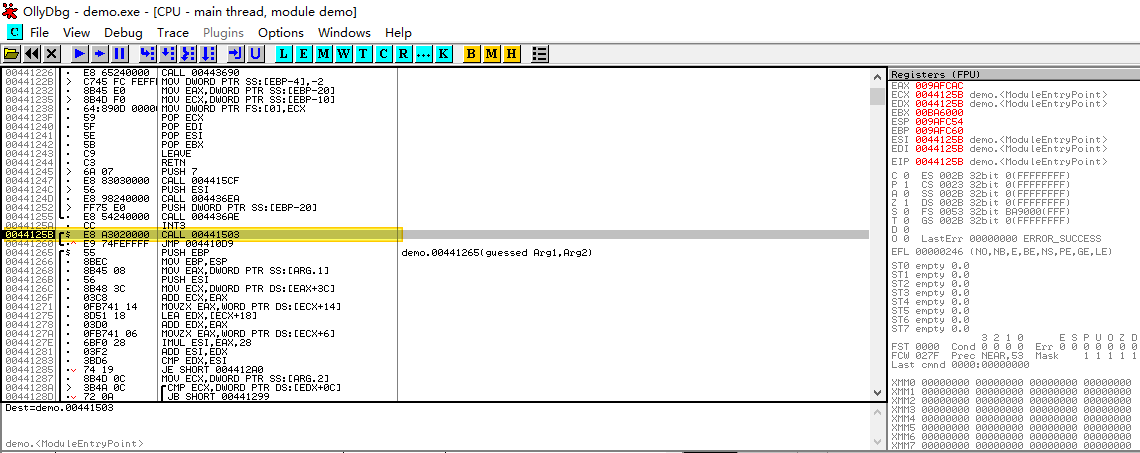 OllyDbg - demo.exe - [CPU - main thread, module demo]
C File View Debug Trace Plugins Options Windows Help
L E M W T C R ... K B M H
00441226 · E8 65240000 CALL 00443690
0044122B > C745 FC FEFFI MOV DWORD PTR SS:[EBP-4],-2
00441232 · 8B45 E0 MOV EAX,DWORD PTR SS:[EBP-20]
00441235 > 8B4D F0 MOV ECX,DWORD PTR SS:[EBP-10]
00441238 · 64:890D 0000 MOV DWORD PTR FS:[0],ECX
0044123F · 59 POP ECX
00441240 · 5F POP EDI
00441241 · 5E POP ESI
00441242 · 5B POP EBX
00441243 · C9 LEAVE
00441244 · C3 RETN
00441245 > 6A 07 PUSH 7
00441247 · E8 83030000 CALL 004415CF
0044124C > 56 PUSH ESI
0044124D · E8 98240000 CALL 004436EA
00441252 > FF75 E0 PUSH DWORD PTR SS:[EBP-20]
00441255 · E8 54240000 CALL 004436AE
0044125A · CC INT3
0044125B $ E8 A3020000 CALL 00441503
00441260 .^ E9 74FEFFFF JMP 004410D9
00441265 $ 55 PUSH EBP demo.00441265(guessed Arg1,Arg2)
00441266 · 8BEC MOV EBP,ESP
00441268 · 8B45 08 MOV EAX,DWORD PTR SS:[ARG.1]
0044126B · 56 PUSH ESI
0044126C · 8B48 3C MOV ECX,DWORD PTR DS:[EAX+3C]
0044126F · 03C8 ADD ECX,EAX
00441271 · 0FB741 14 MOVZX EAX,WORD PTR DS:[ECX+14]
00441275 · 8D51 18 LEA EDX,[ECX+18]
00441278 · 03D0 ADD EDX,EAX
0044127A · 0FB741 06 MOVZX EAX,WORD PTR DS:[ECX+6]
0044127E · 6BF0 28 IMUL ESI,EAX,28
00441281 · 03F2 ADD ESI,EDX
00441283 · 3BD6 CMP EDX,ESI
00441285 ·v 74 19 JE SHORT 004412A0
00441287 · 8B4D 0C MOV ECX,DWORD PTR SS:[ARG.2]
0044128A > 3B4A 0C CMP ECX,DWORD PTR DS:[EDX+0C]
0044128D ·v 72 0A JB SHORT 00441299
Dest=demo.00441503
demo.<ModuleEntryPoint>
Registers (FPU)
EAX 009AFCAC
ECX 0044125B demo.<ModuleEntryPoint>
EDX 0044125B demo.<ModuleEntryPoint>
EBX 00BA6000
ESP 009AFC54
EBP 009AFC60
ESI 0044125B demo.<ModuleEntryPoint>
EDI 0044125B demo.<ModuleEntryPoint>
EIP 0044125B demo.<ModuleEntryPoint>
C 0 ES 002B 32bit 0(FFFFFFFF)
P 1 CS 0023 32bit 0(FFFFFFFF)
A 0 SS 002B 32bit 0(FFFFFFFF)
Z 1 DS 002B 32bit 0(FFFFFFFF)
S 0 FS 0053 32bit BA9000(FFF)
T 0 GS 002B 32bit 0(FFFFFFFF)
D 0
O 0 LastErr 00000000 ERROR_SUCCESS
EFL 00000246 (NO,NB,E,BE,NS,PE,GE,LE)
ST0 empty 0.0
ST1 empty 0.0
ST2 empty 0.0
ST3 empty 0.0
ST4 empty 0.0
ST5 empty 0.0
ST6 empty 0.0
ST7 empty 0.0
3 2 1 0 E S P U O Z D
FST 0000 Cond 0 0 0 0 Err 0 0 0 0 0 0 0
FCW 027F Prec NEAR,53 Mask 1 1 1 1 1
Last cmnd 0000:00000000
XMM0 00000000 00000000 00000000 00000000
XMM1 00000000 00000000 00000000 00000000
XMM2 00000000 00000000 00000000 00000000
XMM3 00000000 00000000 00000000 00000000
XMM4 00000000 00000000 00000000 00000000
XMM5 00000000 00000000 00000000 00000000
XMM6 00000000 00000000 00000000 00000000
XMM7 00000000 00000000 00000000 00000000